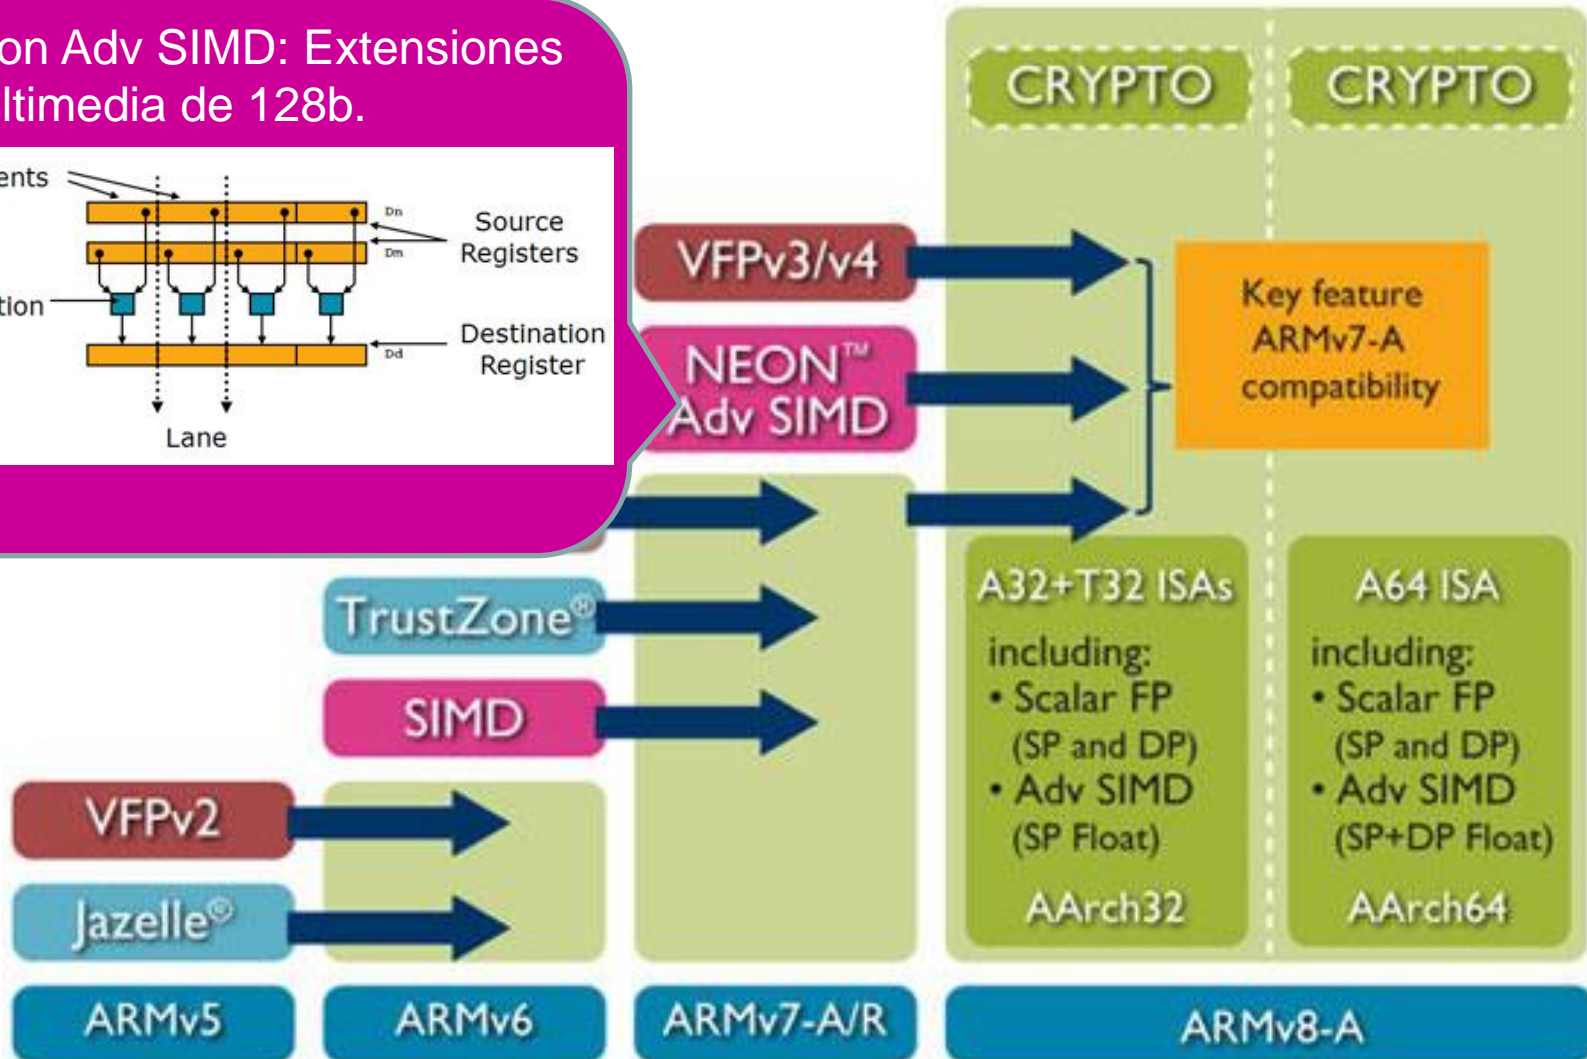 on Adv SIMD: Extensiones
ltimedia de 128b.
ents
Dn
Source
Registers
Dm
tion
Destination
Register
Dd
Lane
CRYPTO
CRYPTO
VFPv3/v4
NEON™
Adv SIMD
Key feature
ARMv7-A
compatibility
TrustZone®
SIMD
VFPv2
Jazelle®
A32+T32 ISAs
including:
• Scalar FP
(SP and DP)
• Adv SIMD
(SP Float)
AArch32
A64 ISA
including:
• Scalar FP
(SP and DP)
• Adv SIMD
(SP+DP Float)
AArch64
ARMv5
ARMv6
ARMv7-A/R
ARMv8-A